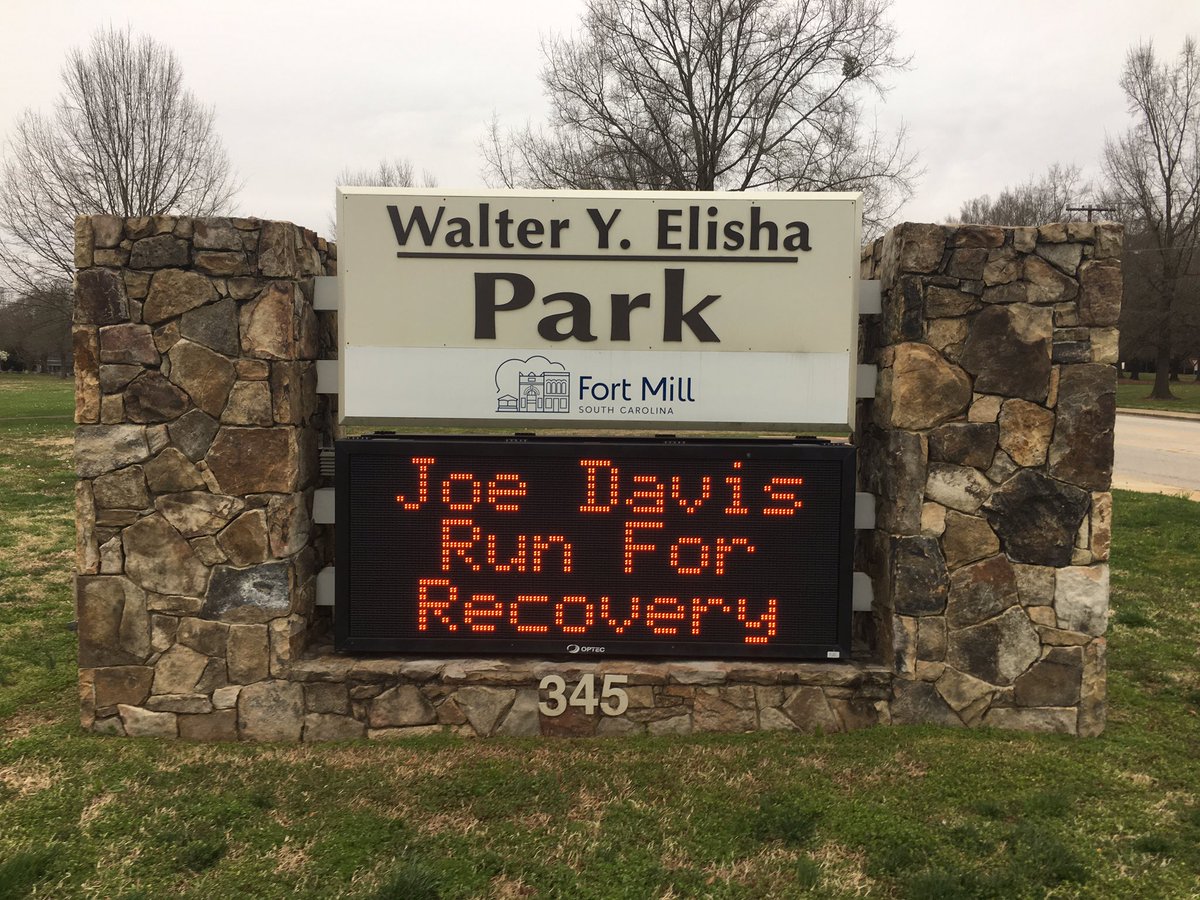 Walter Y. Elisha
Park
Fort Mill
SOUTH CAROLINA
Joe Davis
Run For
Recovery
OPTEC
345